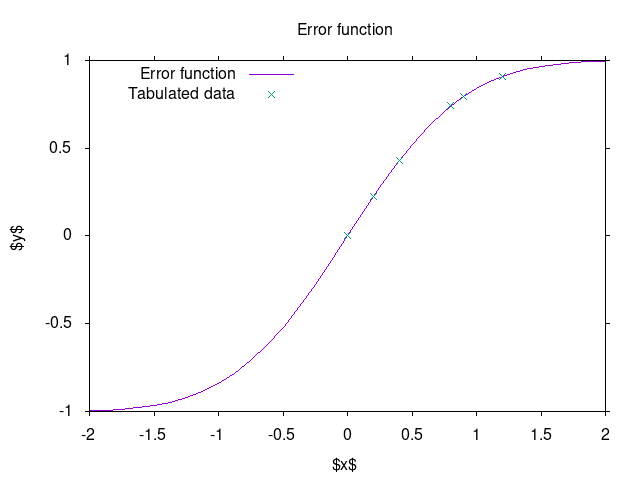 Error function
1
Error function
Tabulated data
0.5
$y$
0
-0.5
-1
-2 -1.5 -1 -0.5 0 0.5 1 1.5 2
$x$